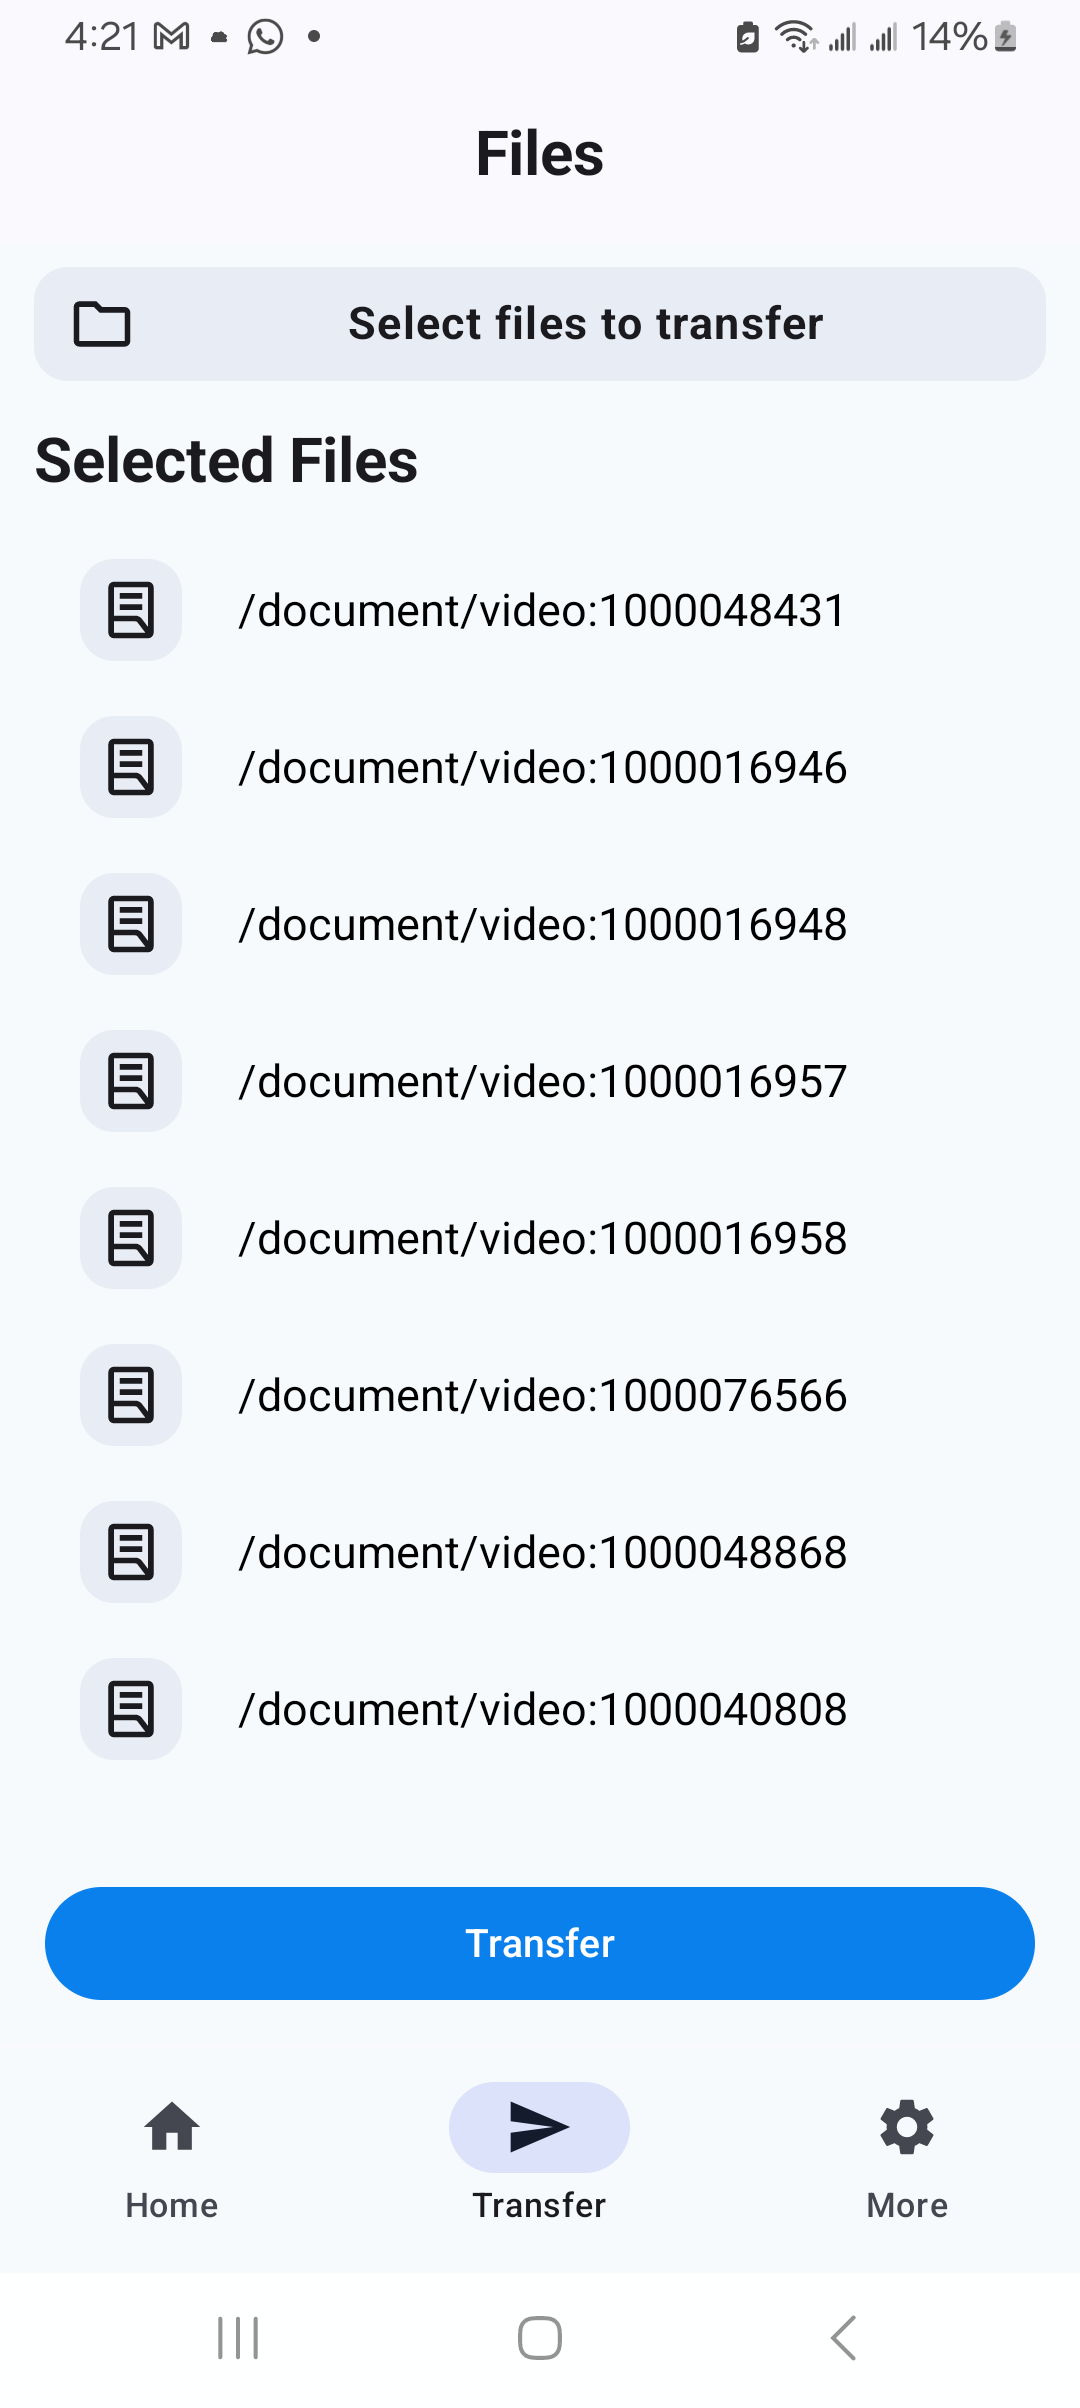 4:21
14%
Files
Select files to transfer
Selected Files
/document/video:1000048431
/document/video:1000016946
/document/video:1000016948
/document/video:1000016957
/document/video:1000016958
/document/video:1000076566
/document/video:1000048868
/document/video:1000040808
Transfer
Home
Transfer
More